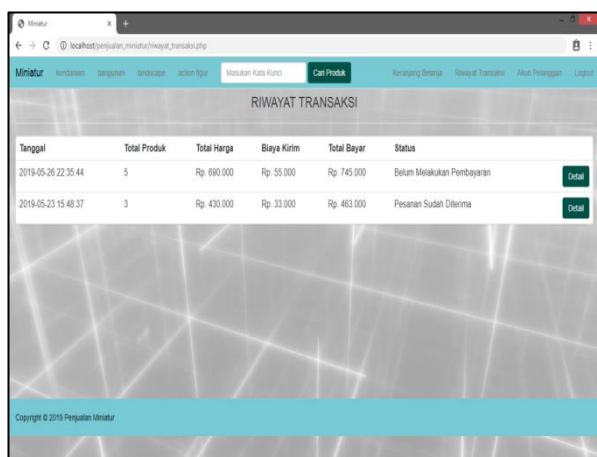 Miniatur
localhost/penjualan_miniatur/riwayat_transaksi.php
Miniatur kendaraan bangunan landscape action figur Masukan Kata Kunci Cari Produk Keranjang Belanja Riwayat Transaksi Akun Pelanggan Logout
RIWAYAT TRANSAKSI
Tanggal Total Produk Total Harga Biaya Kirim Total Bayar Status
2019-05-26 22:35:44 5 Rp. 690.000 Rp. 55.000 Rp. 745.000 Belum Melakukan Pembayaran Detail
2019-05-23 15:48:37 3 Rp. 430.000 Rp. 33.000 Rp. 463.000 Pesanan Sudah Diterima Detail
Copyright © 2019 Penjualan Miniatur